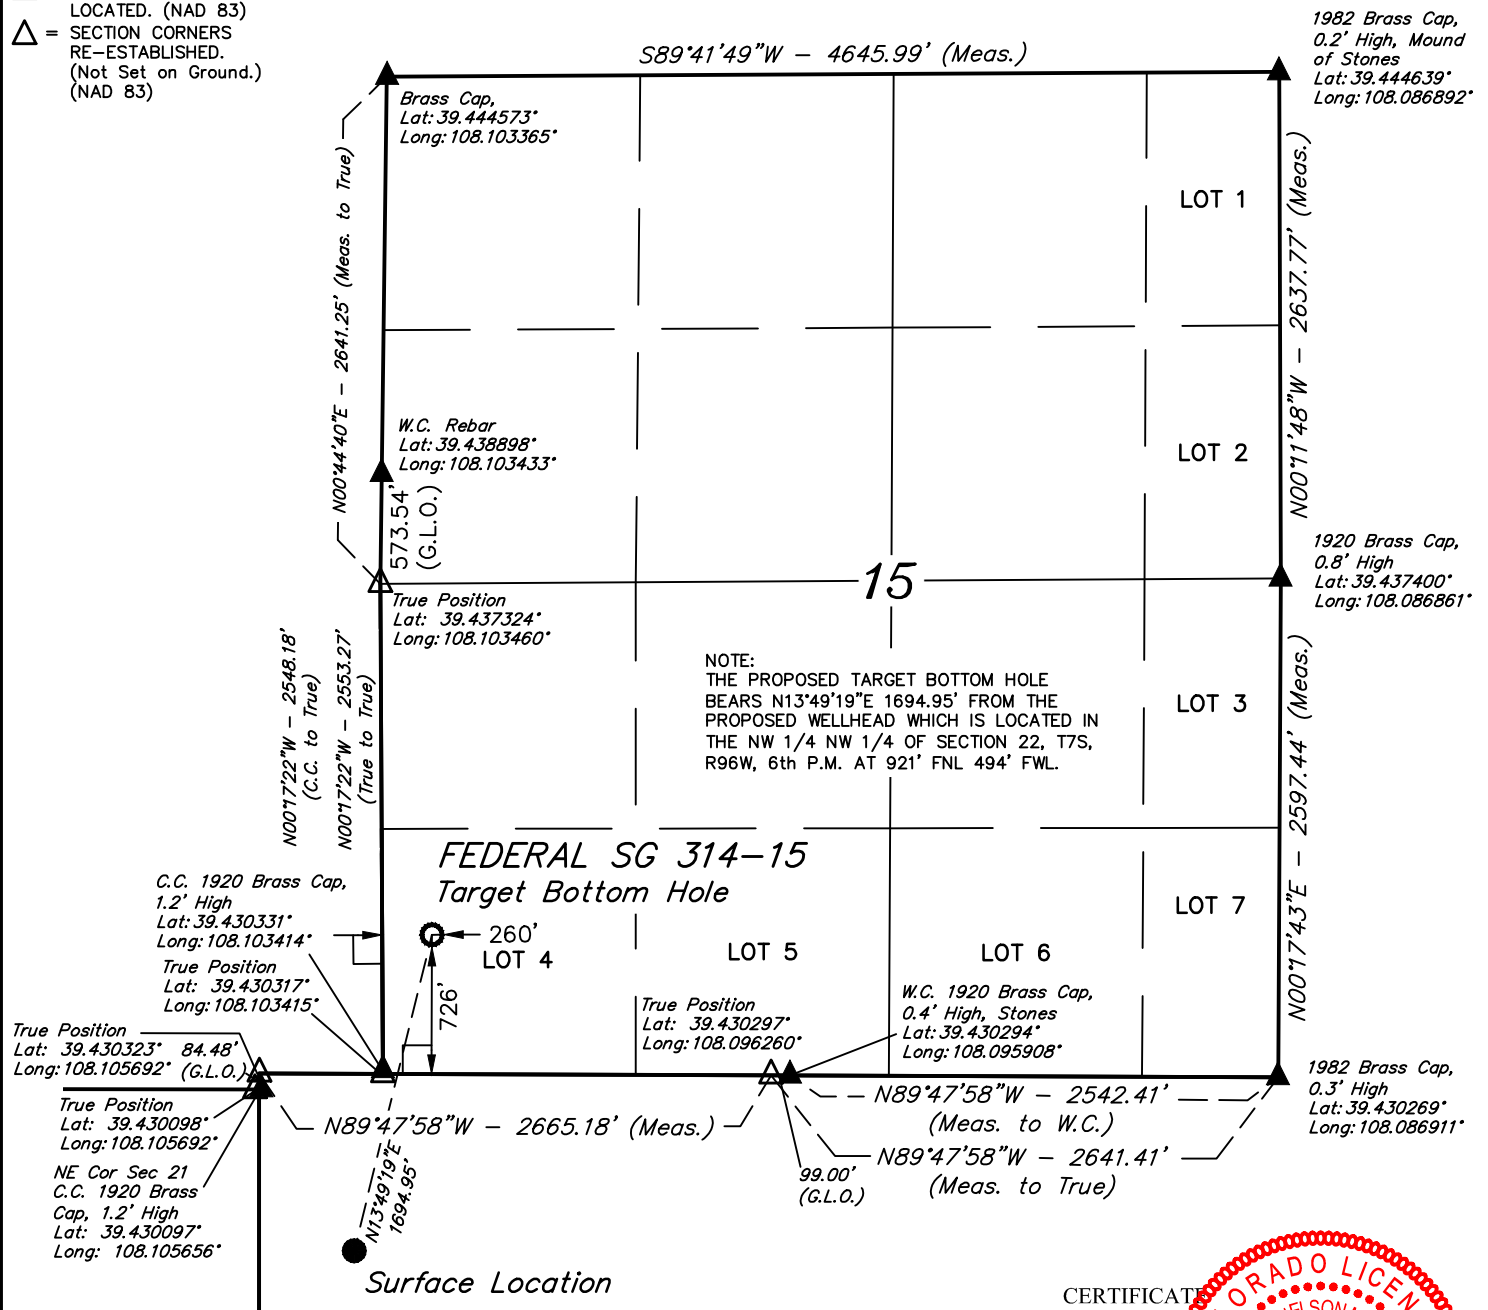 LOCATED. (NAD 83)
△ = SECTION CORNERS
RE-ESTABLISHED.
(Not Set on Ground.)
(NAD 83)
S89°41'49"W - 4645.99' (Meas.)
1982 Brass Cap,
0.2' High, Mound
of Stones
Lat: 39.444639°
Long: 108.086892°
Brass Cap,
Lat: 39.444573°
Long: 108.103365°
N00°44'40"E - 2641.25' (Meas. to True)
LOT 1
N00°11'48"W - 2637.77' (Meas.)
W.C. Rebar
Lat: 39.438898°
Long: 108.103433°
LOT 2
573.54'
(G.L.O.)
1920 Brass Cap,
0.8' High
Lat: 39.437400°
Long: 108.086861°
15
True Position
Lat: 39.437324°
Long: 108.103460°
N00°17'22"W - 2548.18'
(C.C. to True)
N00°17'22"W - 2553.27'
(True to True)
NOTE:
THE PROPOSED TARGET BOTTOM HOLE
BEARS N13°49'19"E 1694.95' FROM THE
PROPOSED WELLHEAD WHICH IS LOCATED IN
THE NW 1/4 NW 1/4 OF SECTION 22, T7S,
R96W, 6th P.M. AT 921' FNL 494' FWL.
LOT 3
N00°17'43"E - 2597.44' (Meas.)
FEDERAL SG 314-15
Target Bottom Hole
C.C. 1920 Brass Cap,
1.2' High
Lat: 39.430331°
Long: 108.103414°
260'
LOT 4
LOT 5
LOT 6
LOT 7
726'
True Position
Lat: 39.430317°
Long: 108.103415°
True Position
Lat: 39.430297°
Long: 108.096260°
W.C. 1920 Brass Cap,
0.4' High, Stones
Lat: 39.430294°
Long: 108.095908°
True Position
Lat: 39.430323°
Long: 108.105692°
84.48'
(G.L.O.)
True Position
Lat: 39.430098°
Long: 108.105692°
N89°47'58"W - 2665.18' (Meas.)
N89°47'58"W - 2542.41'
(Meas. to W.C.)
N89°47'58"W - 2641.41'
(Meas. to True)
99.00'
(G.L.O.)
1982 Brass Cap,
0.3' High
Lat: 39.430269°
Long: 108.086911°
NE Cor Sec 21
C.C. 1920 Brass
Cap, 1.2' High
Lat: 39.430097°
Long: 108.105656°
N13°49'19"E
1694.95'
Surface Location
CERTIFICATE
ORADO LICEN